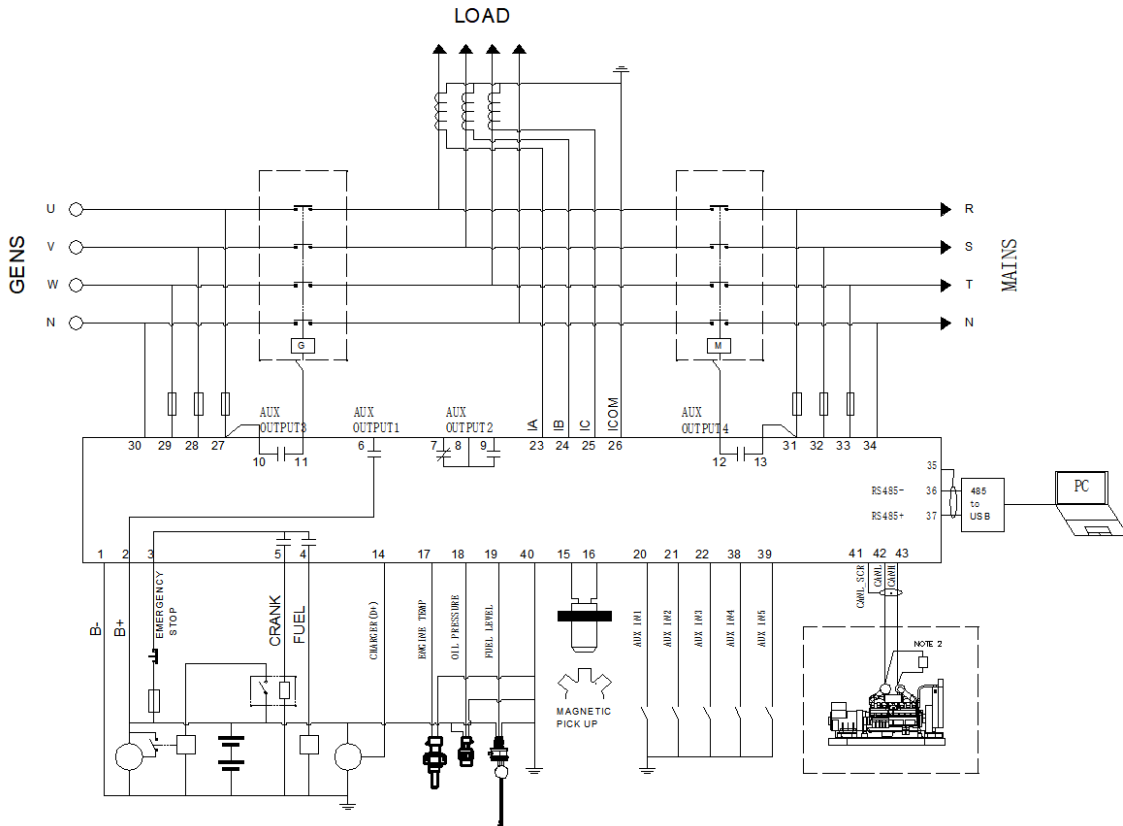 LOAD
GENS
U
V
W
N
R
S
T
N
MAINS
G
M
AUX
OUTPUT3
AUX
OUTPUT1
AUX
OUTPUT2
IA
IB
IC
ICOM
AUX
OUTPUT4
30
29
28
27
10
11
6
7
8
9
23
24
25
26
12
13
31
32
33
34
35
RS485-
36
RS485+
37
485
to
USB
PC
1
2
3
5
4
14
17
18
19
40
15
16
20
21
22
38
39
41
42
43
B-
B+
EMERGENCY
STOP
CRANK
FUEL
CHARGER(D+)
ENGINE TEMP
OIL PRESSURE
FUEL LEVEL
MAGNETIC
PICK UP
AUX IN1
AUX IN2
AUX IN3
AUX IN4
AUX IN5
CANL_SCR
CANL
CANH
NOTE 2